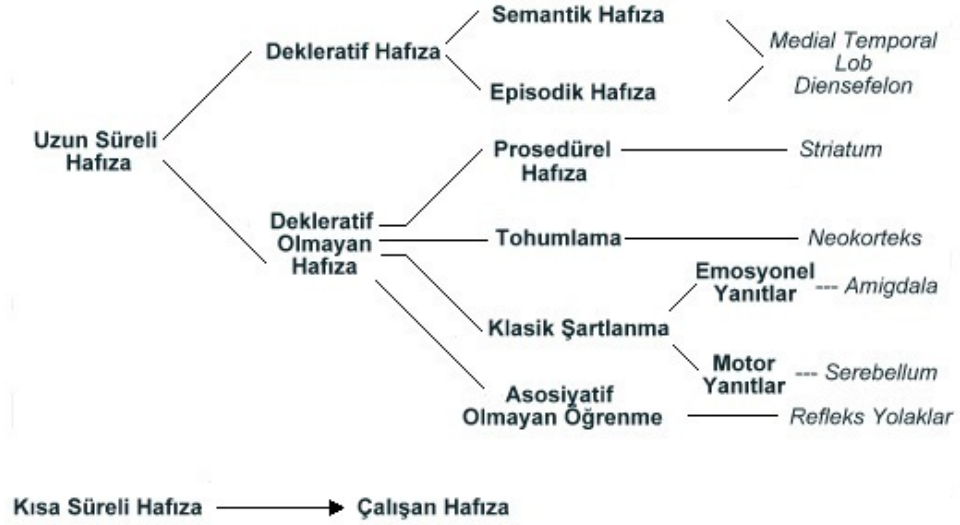 Semantik Hafıza
Dekleratif Hafıza
Medial Temporal
Lob
Diensefelon
Episodik Hafıza
Uzun Süreli
Hafıza
Prosedürel
Hafıza
Striatum
Dekleratif
Olmayan
Hafıza
Tohumlama
Neokorteks
Emosyonel
Yanıtlar
--- Amigdala
Klasik Şartlanma
Motor
Yanıtlar
--- Serebellum
Asosiyatif
Olmayan Öğrenme
Refleks Yolaklar
Kısa Süreli Hafıza
Çalışan Hafıza